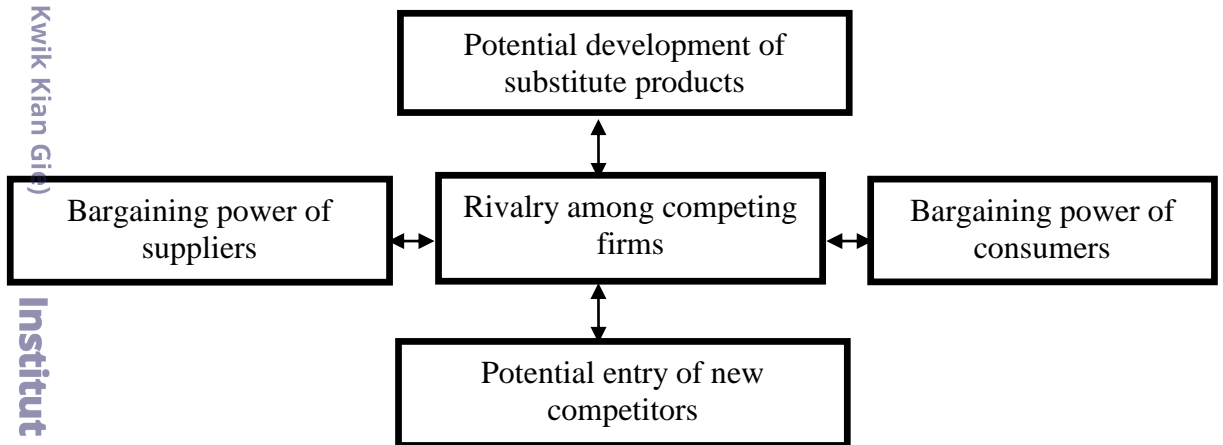 Potential development of
substitute products
Kwik Kian Gie)
Bargaining power of
suppliers
Rivalry among competing
firms
Bargaining power of
consumers
Institut
Potential entry of new
competitors